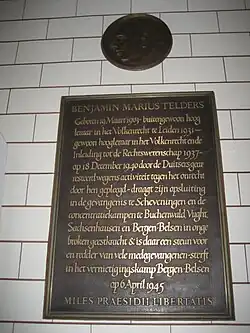 BENJAMIN MARIUS TELDERS
Geboren 19 Maart 1903 - buitengewoon hoog
leraar in het Volkenrecht te Leiden 1931 -
gewoon hoogleraar in het Volkenrecht en de
Inleiding tot de Rechtswetenschap 1937 -
op 18 December 1940 door de Duitsers gear
resteerd wegens activiteit tegen het onrecht
door hen gepleegd - draagt zijn opsluiting
in de gevangenis te Scheveningen en de
concentratiekampen te Buchenwald, Vught,
Sachsenhausen en Bergen-Belsen in onge
broken geestkracht & is daar een steun voor
en redder van vele medegevangenen - sterft
in het vernietigingskamp Bergen-Belsen
op 6 April 1945
MILES PRAESIDII LIBERTATIS